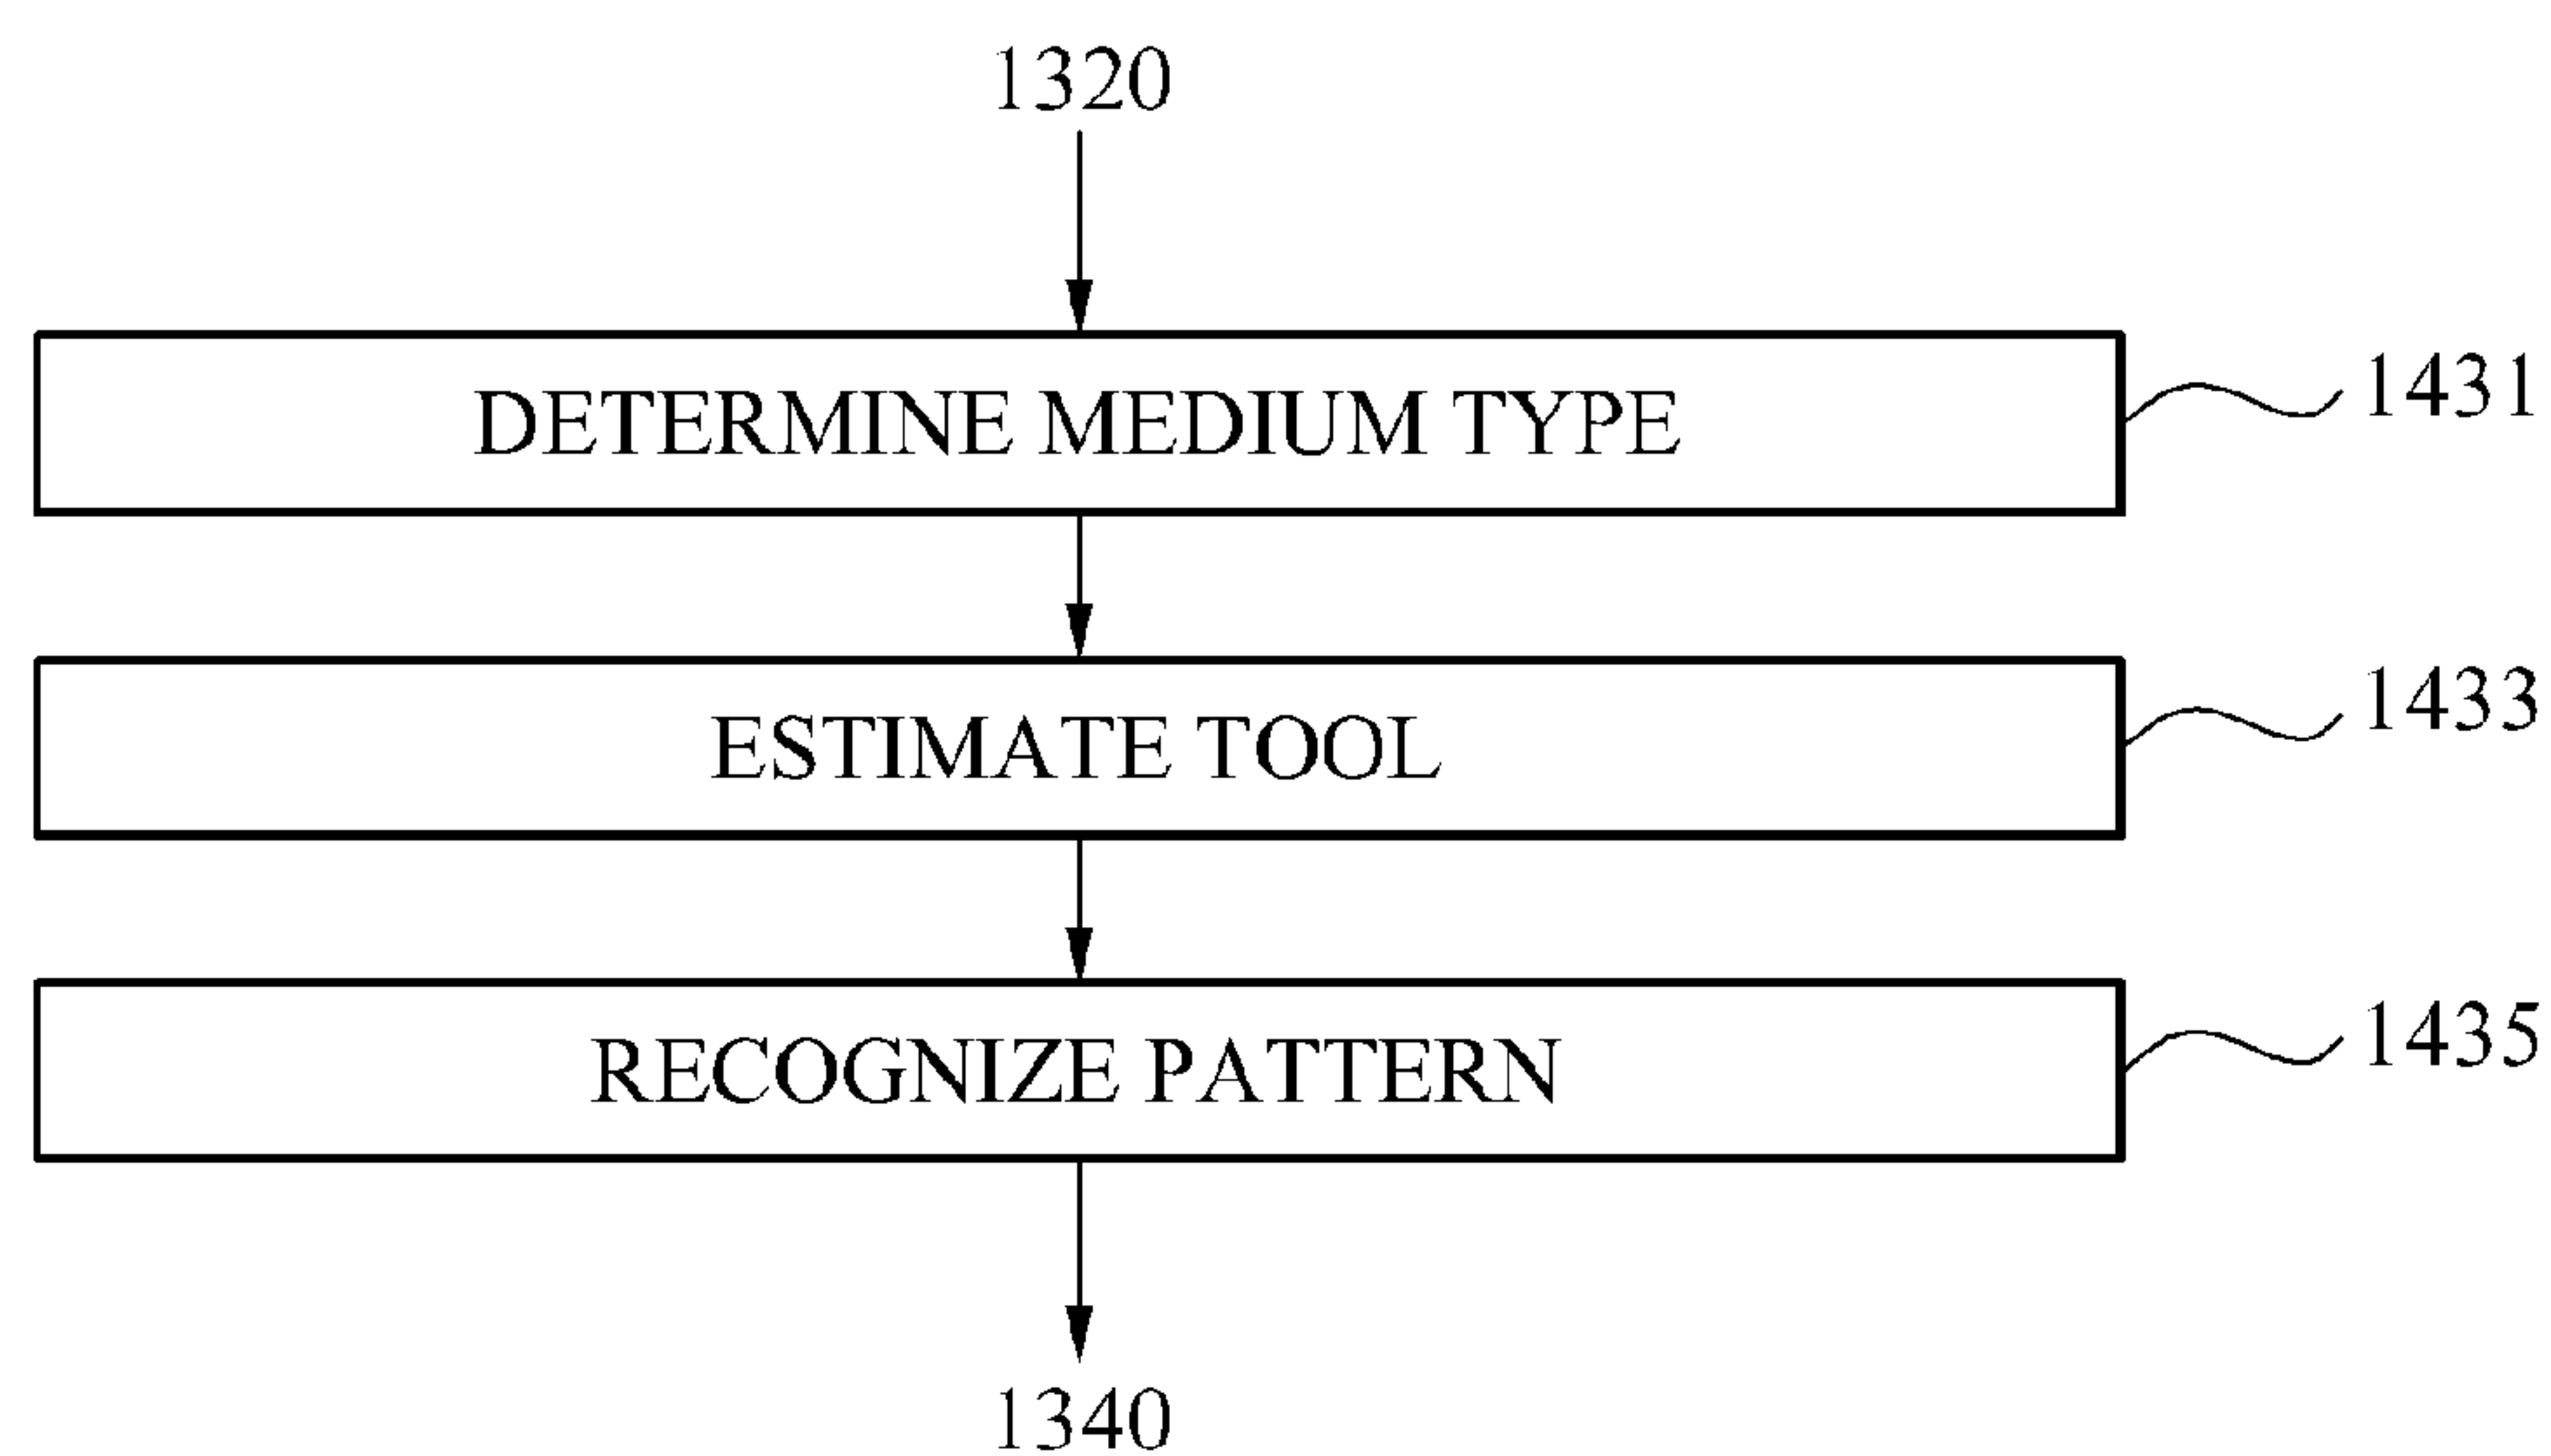 1320
DETERMINE MEDIUM TYPE
1431
ESTIMATE TOOL
1433
RECOGNIZE PATTERN
1435
1340